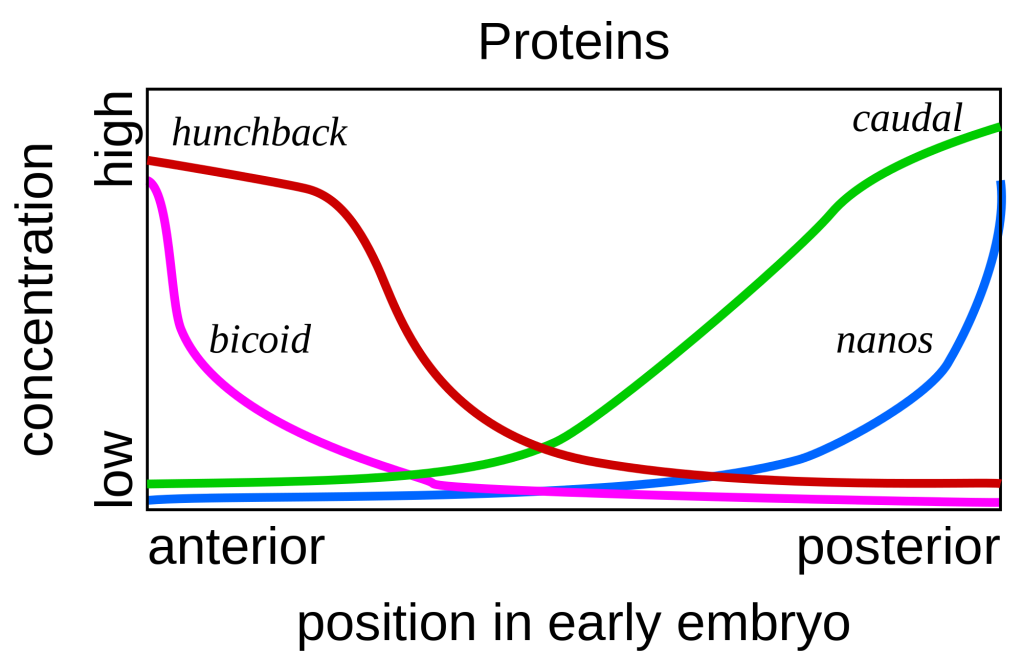 Proteins
high
hunchback
caudal
concentration
bicoid
nanos
low
anterior
posterior
position in early embryo